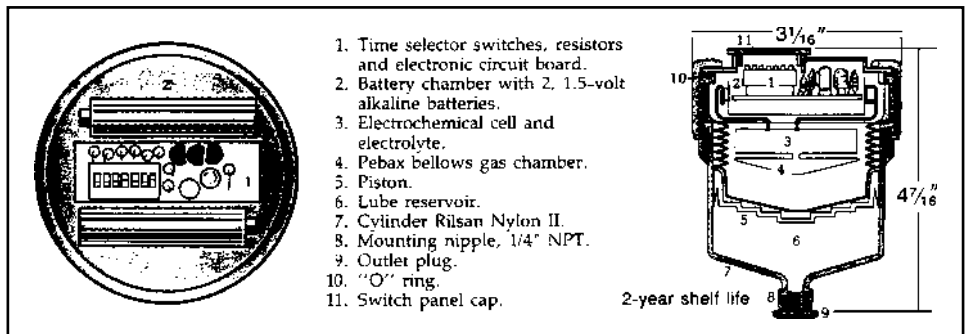 2
1
1. Time selector switches, resistors
and electronic circuit board.
2. Battery chamber with 2, 1.5-volt
alkaline batteries.
3. Electrochemical cell and
electrolyte.
4. Pebax bellows gas chamber.
5. Piston.
6. Lube reservoir.
7. Cylinder Rilsan Nylon II.
8. Mounting nipple, 1/4" NPT.
9. Outlet plug.
10. "O" ring.
11. Switch panel cap.
11
3 1/16"
10
2
1
3
4
4 7/16"
5
6
7
2-year shelf life
8
9